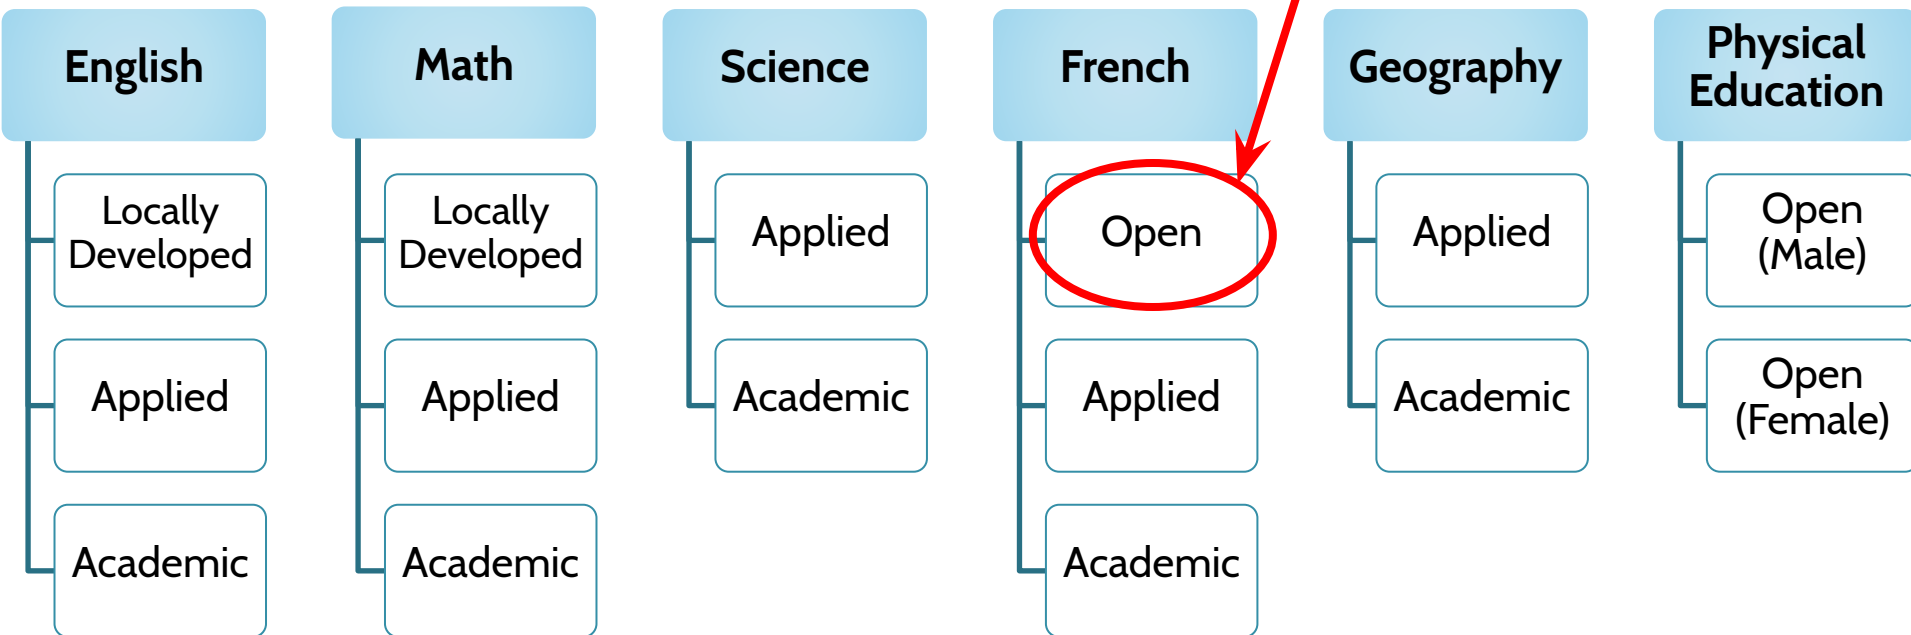 English
Locally
Developed
Applied
Academic
Math
Locally
Developed
Applied
Academic
Science
Applied
Academic
French
Open
Applied
Academic
Geography
Applied
Academic
Physical
Education
Open
(Male)
Open
(Female)